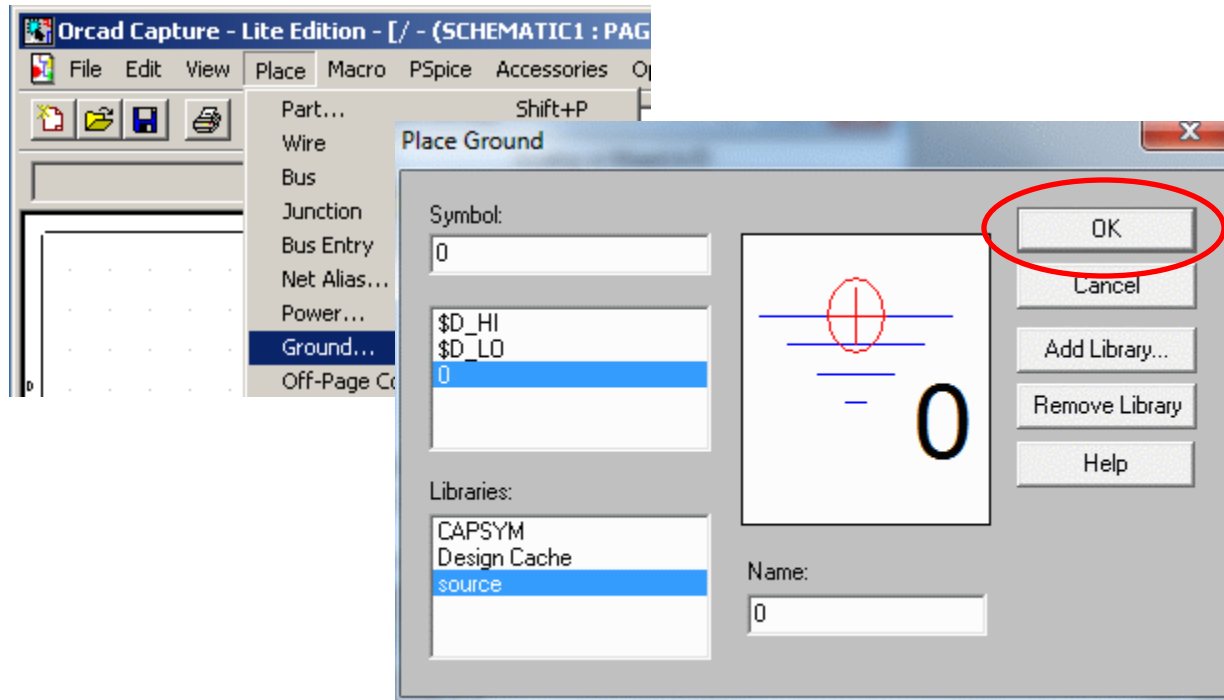 Orcad Capture - Lite Edition - [/ - (SCHEMATIC1 : PAG
File Edit View Place Macro PSpice Accessories
Part... Shift+P
Wire
Bus
Junction
Bus Entry
Net Alias...
Power...
Ground...
Off-Page
D
Place Ground
X
Symbol:
0
$D_HI
$D_LO
0
Libraries:
CAPSYM
Design Cache
source
0
Name:
0
OK
Cancel
Add Library...
Remove Library
Help